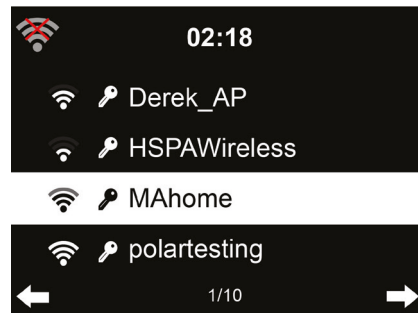 02:18
Derek_AP
HSPAWireless
MAhome
polartesting
1/10